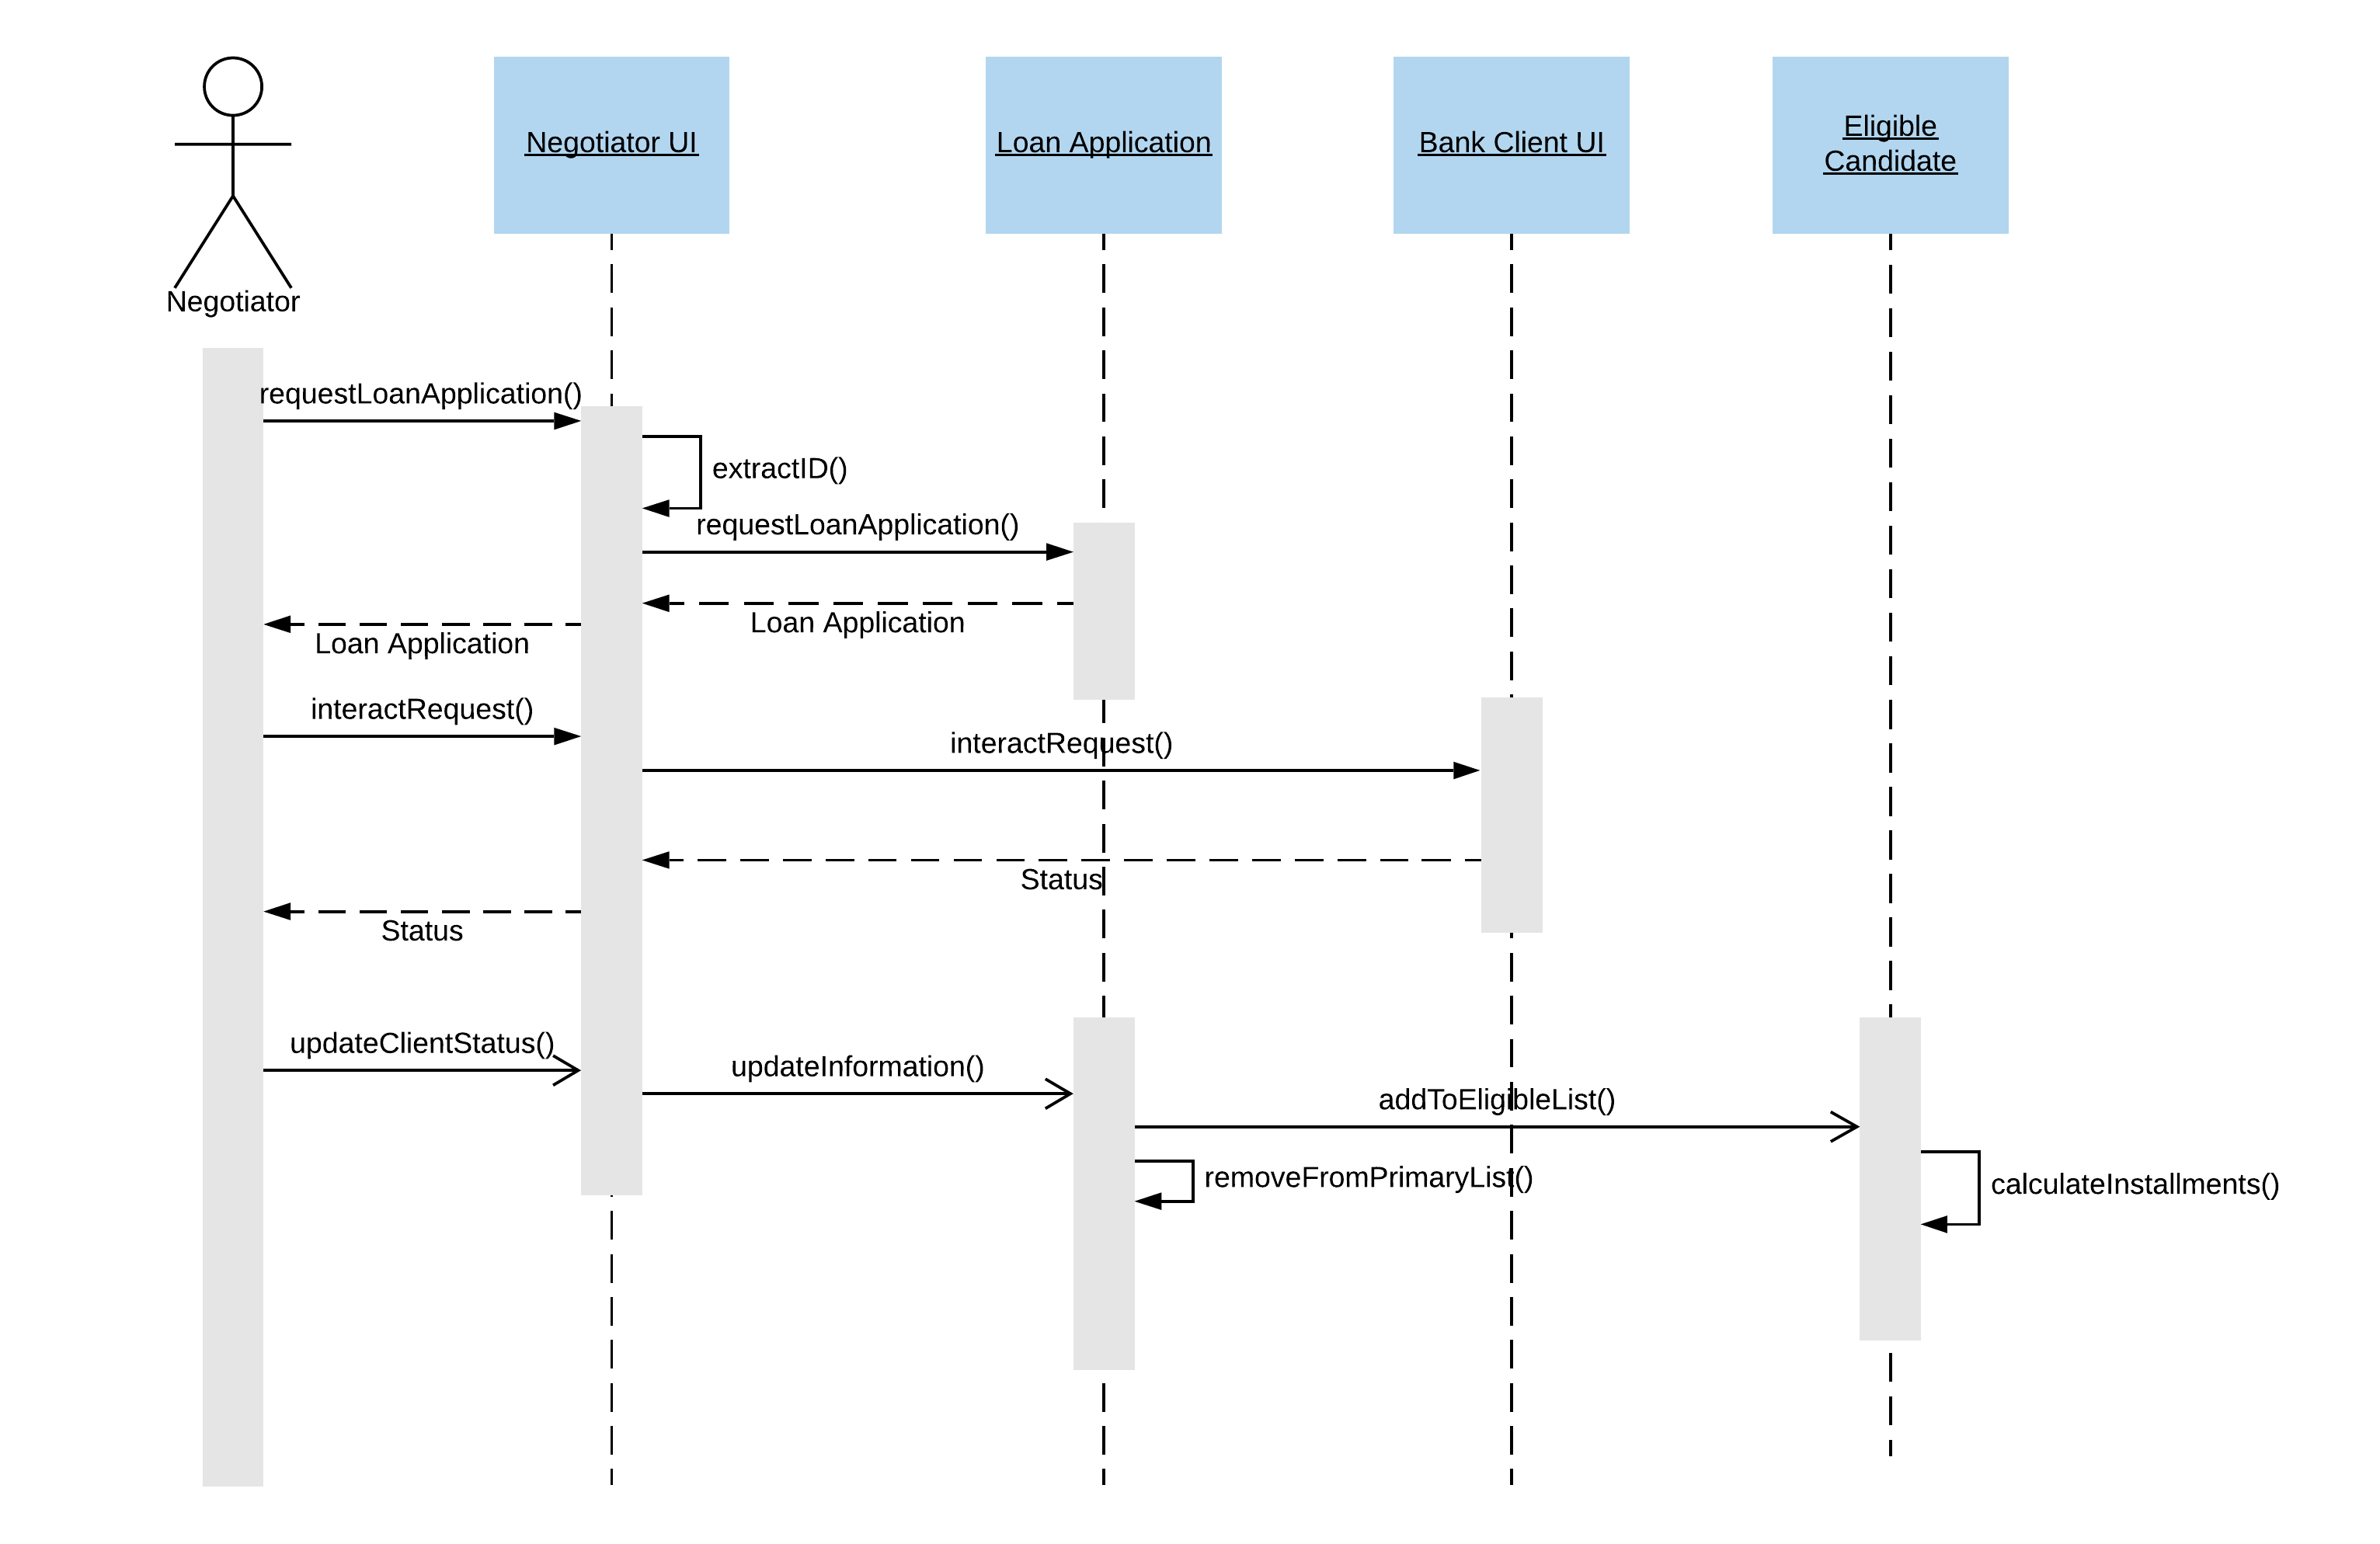 Negotiator UI
Loan Application
Bank Client UI
Eligible
Candidate
Negotiator
requestLoanApplication()
extractID()
requestLoanApplication()
Loan Application
Loan Application
interactRequest()
interactRequest()
Status
Status
updateClientStatus()
updateInformation()
addToEligibleList()
removeFromPrimaryList()
calculateInstallments()